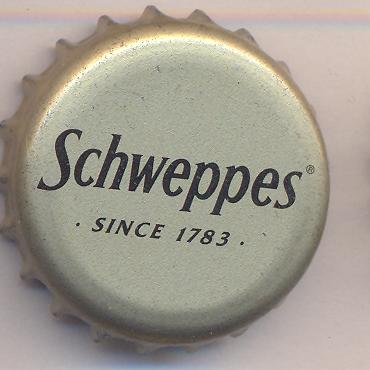 Schweppes®
· SINCE 1783 ·